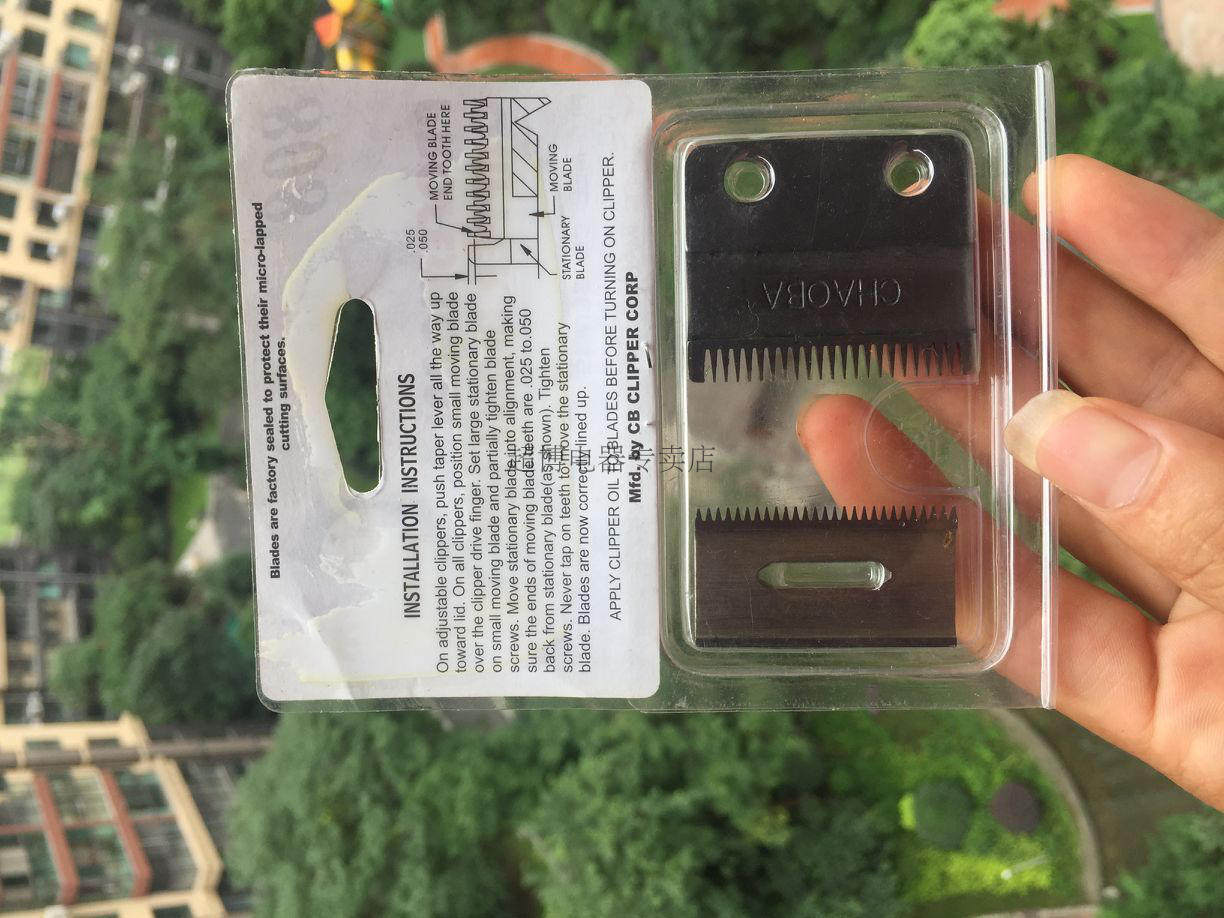 Blades are factory sealed to protect their micro-lapped
cutting surfaces.
INSTALLATION INSTRUCTIONS
On adjustable clippers, push taper lever all the way up
toward lid. On all clippers, position small moving blade
over the clipper drive finger. Set large stationary blade
on small moving blade and partially tighten blade
screws. Move stationary blade into alignment, making
sure the ends of moving blade teeth are .025 to.050
back from stationary blade(as shown). Tighten
screws. Never tap on teeth to move the stationary
blade. Blades are now correctly lined up.
.025
.050
MOVING BLADE
END TOOTH HERE
STATIONARY
BLADE
MOVING
BLADE
APPLY CLIPPER OIL TO BLADES BEFORE TURNING ON CLIPPER.
Mfd. by CB CLIPPER CORP
CHAOBA
808
电器专卖店